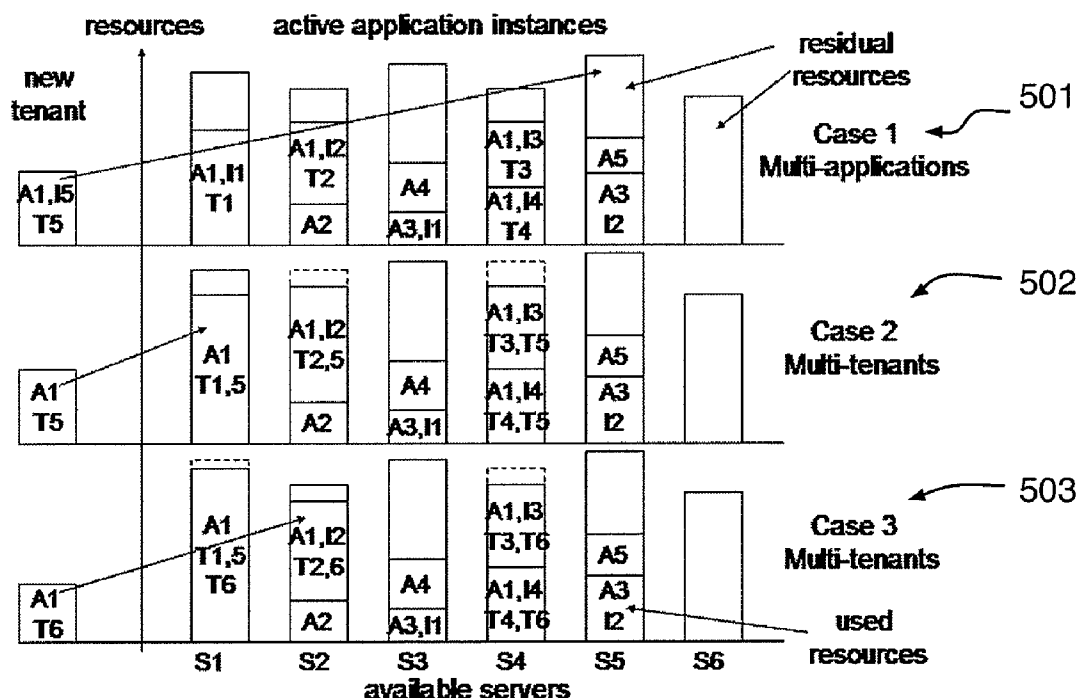 resources
active application instances
new
tenant
residual
resources
501
Case 1
Multi-applications
A1,I5
T5
A1,I1
T1
A1,I2
T2
A2
A4
A3,I1
A1,I3
T3
A1,I4
T4
A5
A3
I2
502
Case 2
Multi-tenants
A1
T5
A1
T1,5
A1,I2
T2,5
A2
A4
A3,I1
A1,I3
T3,T5
A1,I4
T4,T5
A5
A3
I2
503
Case 3
Multi-tenants
A1
T6
A1
T1,5
T6
A1,I2
T2,6
A2
A4
A3,I1
A1,I3
T3,T6
A1,I4
T4,T6
A5
A3
I2
used
resources
S1 S2 S3 S4 S5 S6
available servers